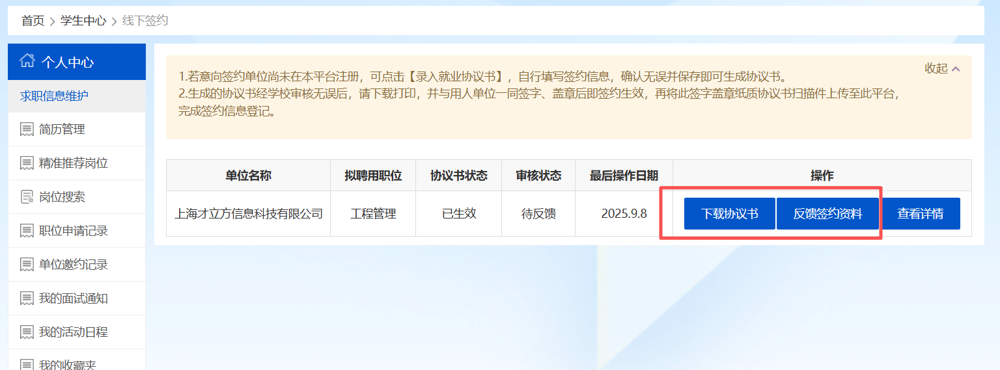 首页 > 学生中心 > 线下签约
个人中心
求职信息维护
简历管理
精准推荐岗位
岗位搜索
职位申请记录
单位邀约记录
我的面试通知
我的活动日程
我的收藏夹
收起
1.若意向签约单位尚未在本平台注册，可点击【录入就业协议书】，自行填写签约信息，确认无误并保存即可生成协议书。
2.生成的协议书经学校审核无误后，请下载打印，并与用人单位一同签字、盖章后即签约生效，再将此签字盖章纸质协议书扫描件上传至此平台，
完成签约信息登记。
单位名称 拟聘用职位 协议书状态 审核状态 最后操作日期 操作
上海才立方信息科技有限公司 工程管理 已生效 待反馈 2025.9.8 下载协议书 反馈签约资料 查看详情